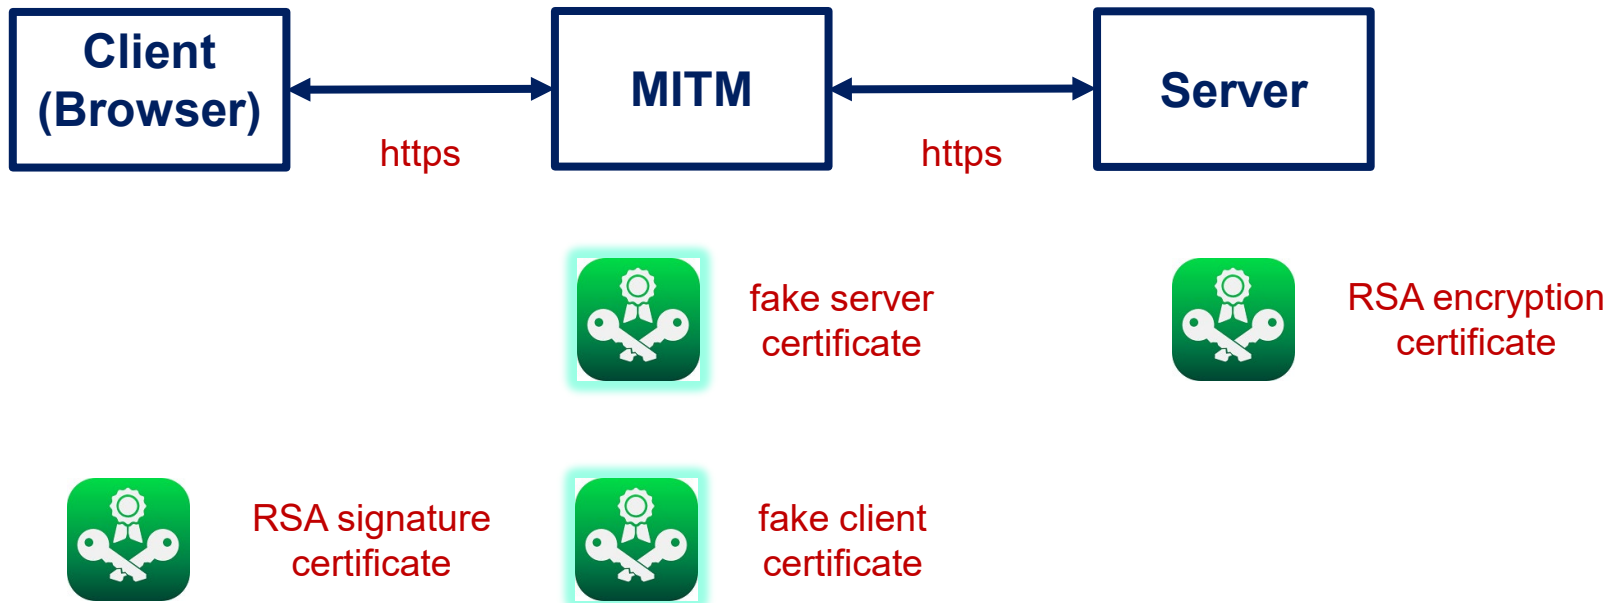 Client
(Browser)
MITM
Server
https
https
fake server
certificate
RSA encryption
certificate
RSA signature
certificate
fake client
certificate